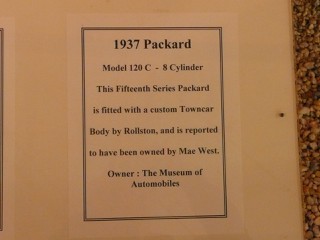 1937 Packard
Model 120 C - 8 Cylinder
This Fifteenth Series Packard
is fitted with a custom Towncar
Body by Rollston, and is reported
to have been owned by Mae West.
Owner : The Museum of
Automobiles